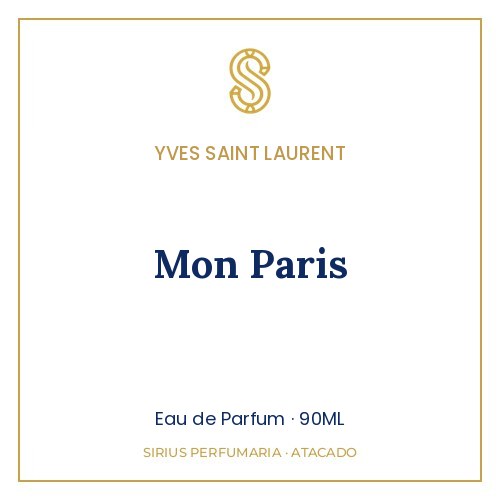 YVES SAINT LAURENT
Mon Paris
Eau de Parfum · 90ML
SIRIUS PERFUMARIA · ATACADO